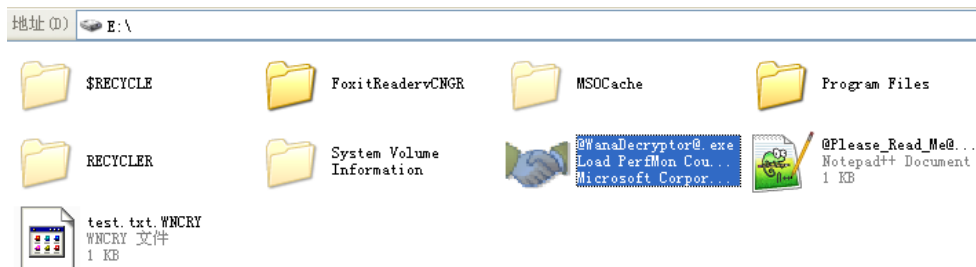 地址(D) E:\
$RECYCLE
FoxitReadervCNGR
MSOCache
Program Files
RECYCLER
System Volume
Information
@WanaDecryptor@.exe
Load PerfMon Cou...
Microsoft Corpor...
@Please_Read_Me@...
Notepad++ Document
1 KB
test.txt.WNCRY
WNCRY 文件
1 KB